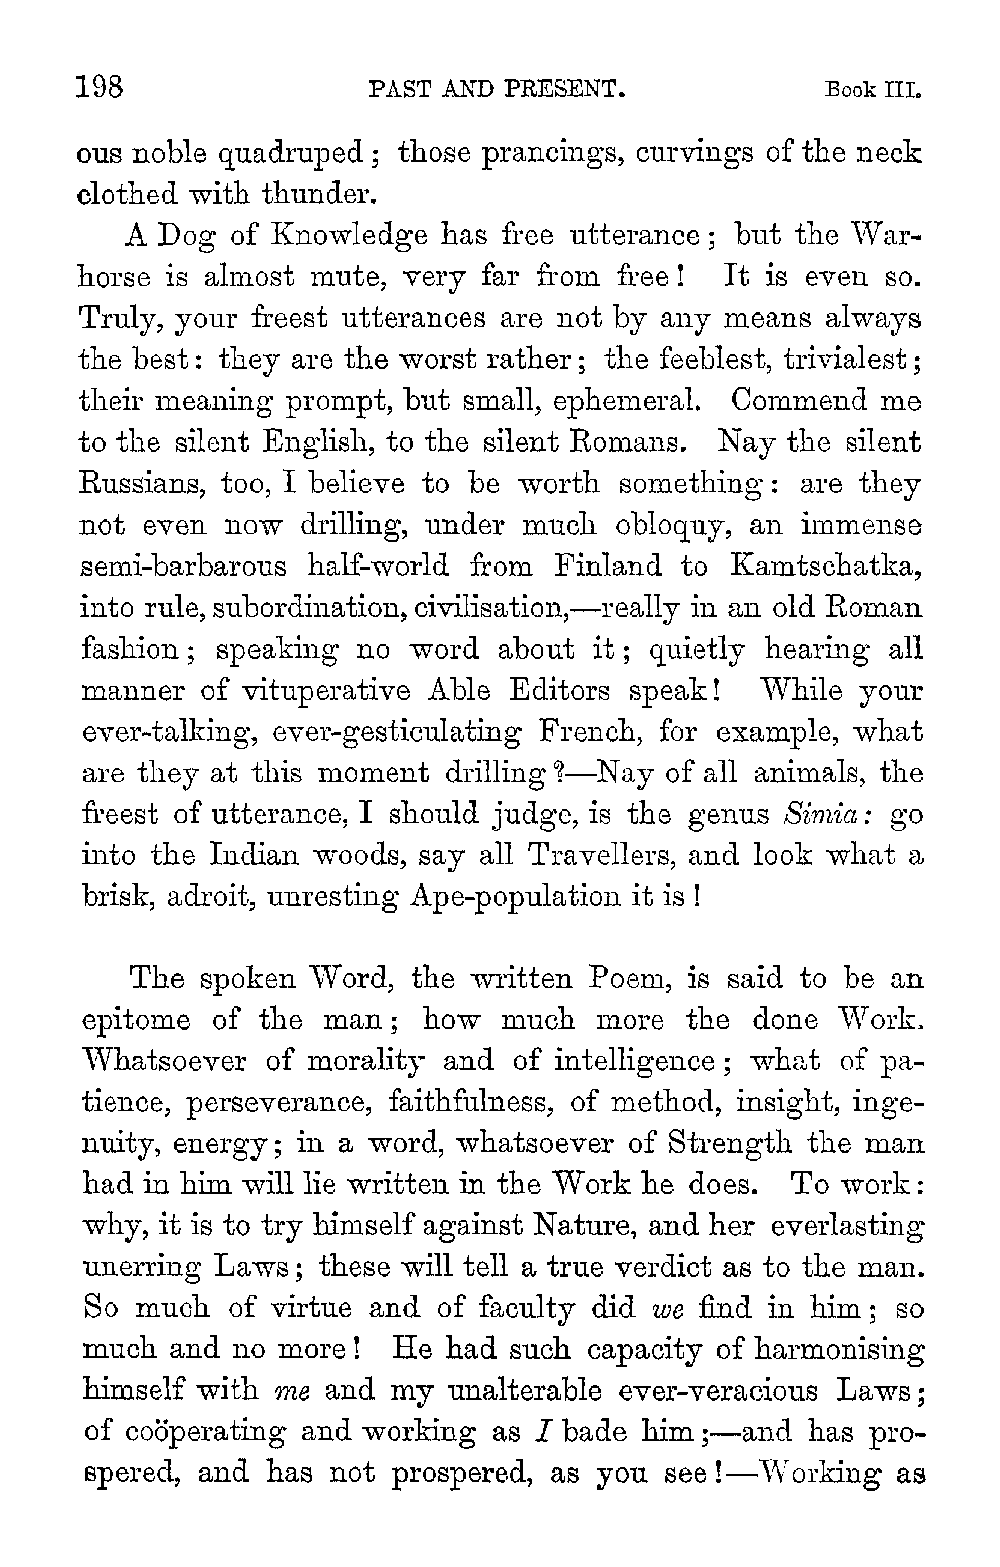 198 PAST AND PRESENT. Book III.
ous noble quadruped; those prancings, curvings of the neck
clothed with thunder.
A Dog of Knowledge has free utterance; but the War-
horse is almost mute, very far from free! It is even so.
Truly, your freest utterances are not by any means always
the best: they are the worst rather; the feeblest, trivialest;
their meaning prompt, but small, ephemeral. Commend me
to the silent English, to the silent Romans. Nay the silent
Russians, too, I believe to be worth something: are they
not even now drilling, under much obloquy, an immense
semi-barbarous half-world from Finland to Kamtschatka,
into rule, subordination, civilisation,—really in an old Roman
fashion; speaking no word about it; quietly hearing all
manner of vituperative Able Editors speak! While your
ever-talking, ever-gesticulating French, for example, what
are they at this moment drilling?—Nay of all animals, the
freest of utterance, I should judge, is the genus Simia: go
into the Indian woods, say all Travellers, and look what a
brisk, adroit, unresting Ape-population it is!
The spoken Word, the written Poem, is said to be an
epitome of the man; how much more the done Work.
Whatsoever of morality and of intelligence; what of pa-
tience, perseverance, faithfulness, of method, insight, inge-
nuity, energy; in a word, whatsoever of Strength the man
had in him will lie written in the Work he does. To work:
why, it is to try himself against Nature, and her everlasting
unerring Laws; these will tell a true verdict as to the man.
So much of virtue and of faculty did we find in him; so
much and no more! He had such capacity of harmonising
himself with me and my unalterable ever-veracious Laws;
of coöperating and working as I bade him;—and has pro-
spered, and has not prospered, as you see!—Working as